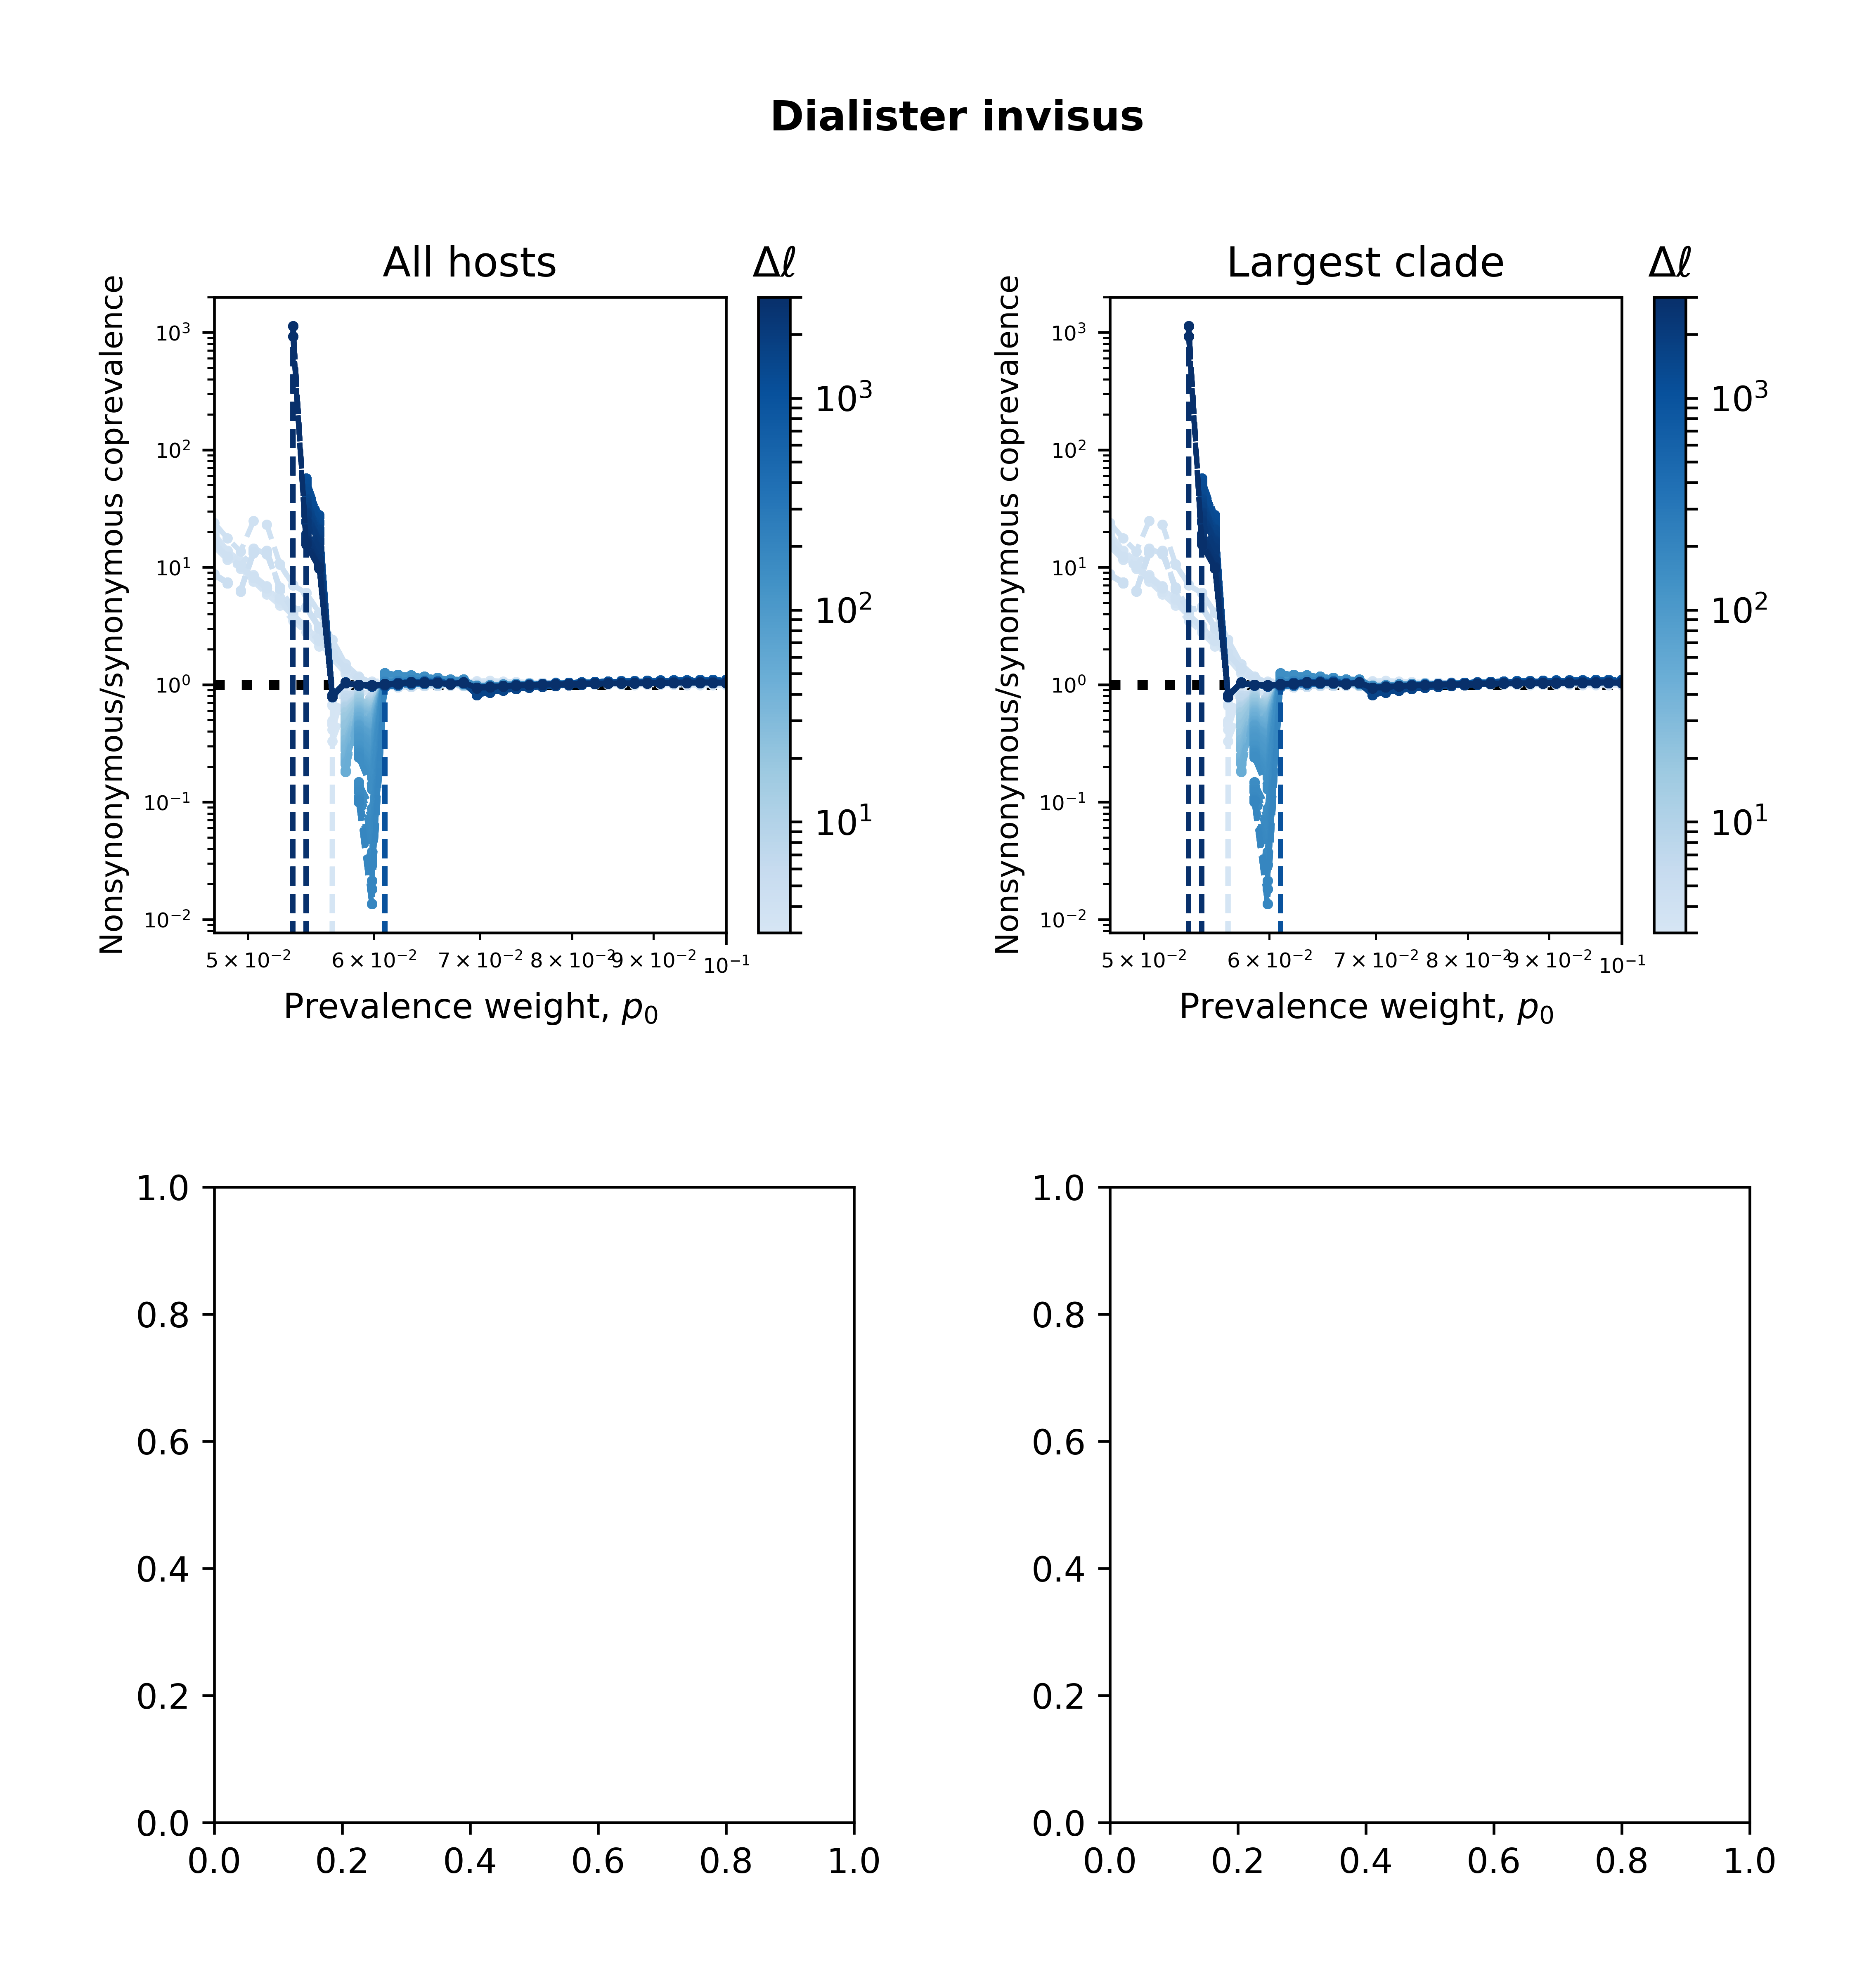 Dialister invisus
All hosts
Δℓ
Nonsynonymous/synonymous coprevalence
10³
10²
10¹
10⁰
10⁻¹
10⁻²
5 × 10⁻² 6 × 10⁻² 7 × 10⁻² 8 × 10⁻² 9 × 10⁻² 10⁻¹
Prevalence weight, p₀
10³
10²
10¹
Largest clade
Δℓ
Nonsynonymous/synonymous coprevalence
10³
10²
10¹
10⁰
10⁻¹
10⁻²
5 × 10⁻² 6 × 10⁻² 7 × 10⁻² 8 × 10⁻² 9 × 10⁻² 10⁻¹
Prevalence weight, p₀
10³
10²
10¹
1.0
0.8
0.6
0.4
0.2
0.0
0.0 0.2 0.4 0.6 0.8 1.0
1.0
0.8
0.6
0.4
0.2
0.0
0.0 0.2 0.4 0.6 0.8 1.0